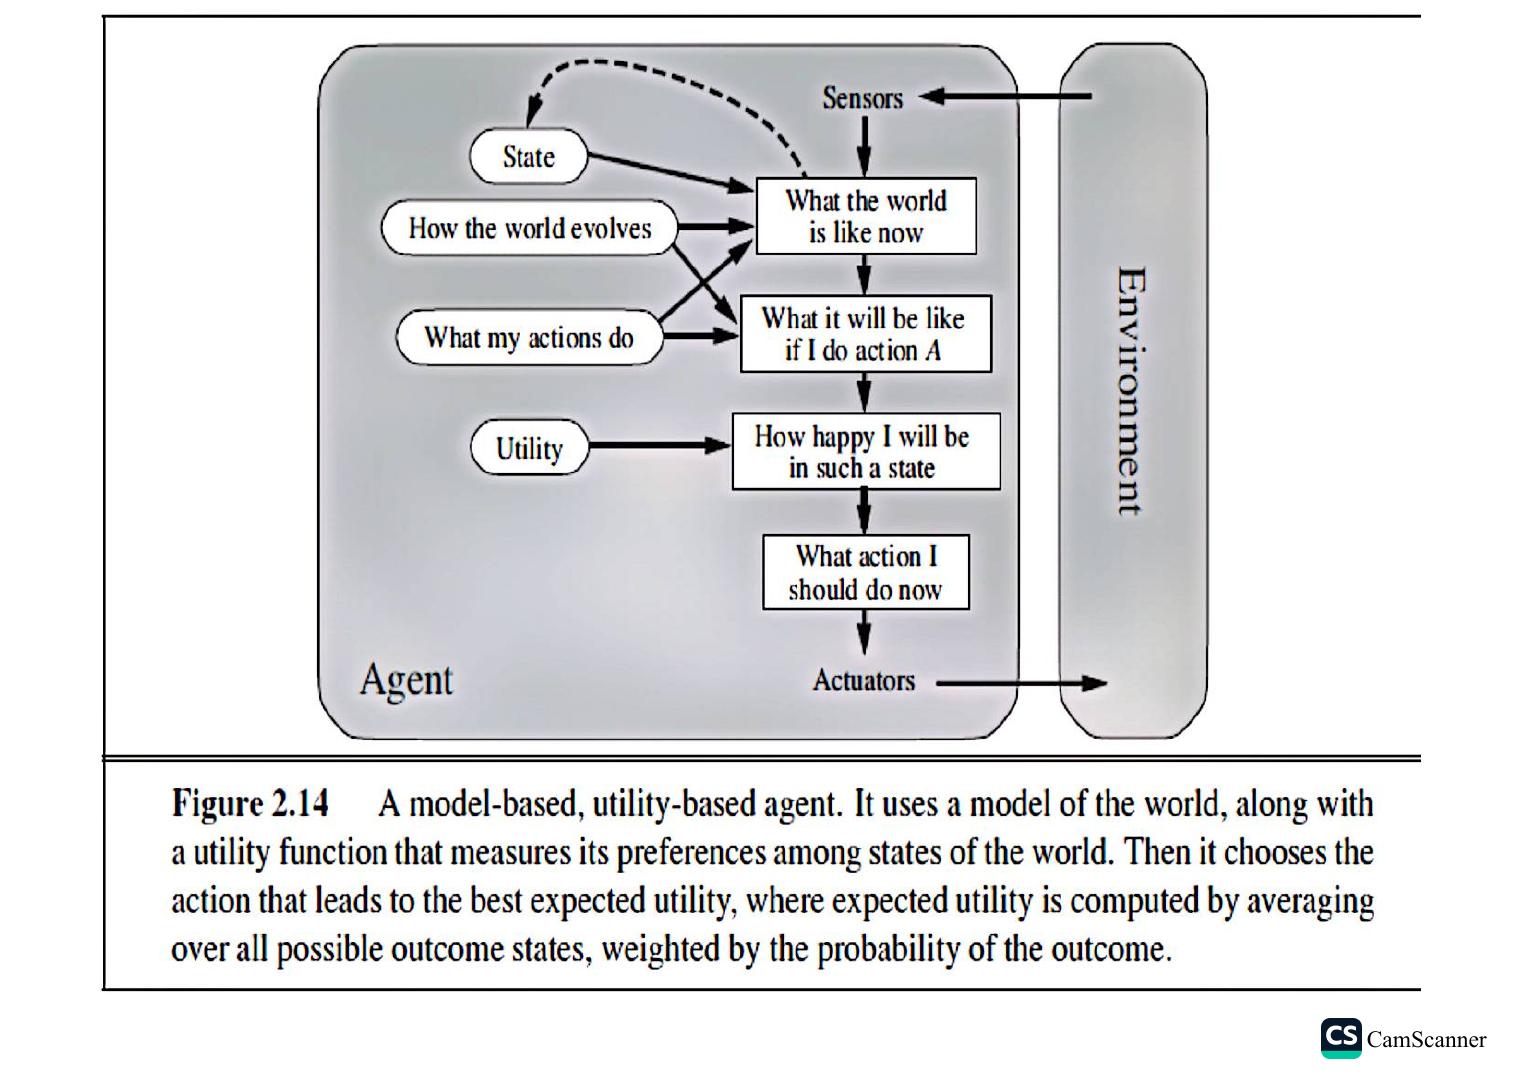 Sensors
State
What the world
is like now
How the world evolves
What it will be like
if I do action A
What my actions do
How happy I will be
in such a state
Utility
What action I
should do now
Agent
Actuators
Environment
Figure 2.14 A model-based, utility-based agent. It uses a model of the world, along with
a utility function that measures its preferences among states of the world. Then it chooses the
action that leads to the best expected utility, where expected utility is computed by averaging
over all possible outcome states, weighted by the probability of the outcome.
CS CamScanner